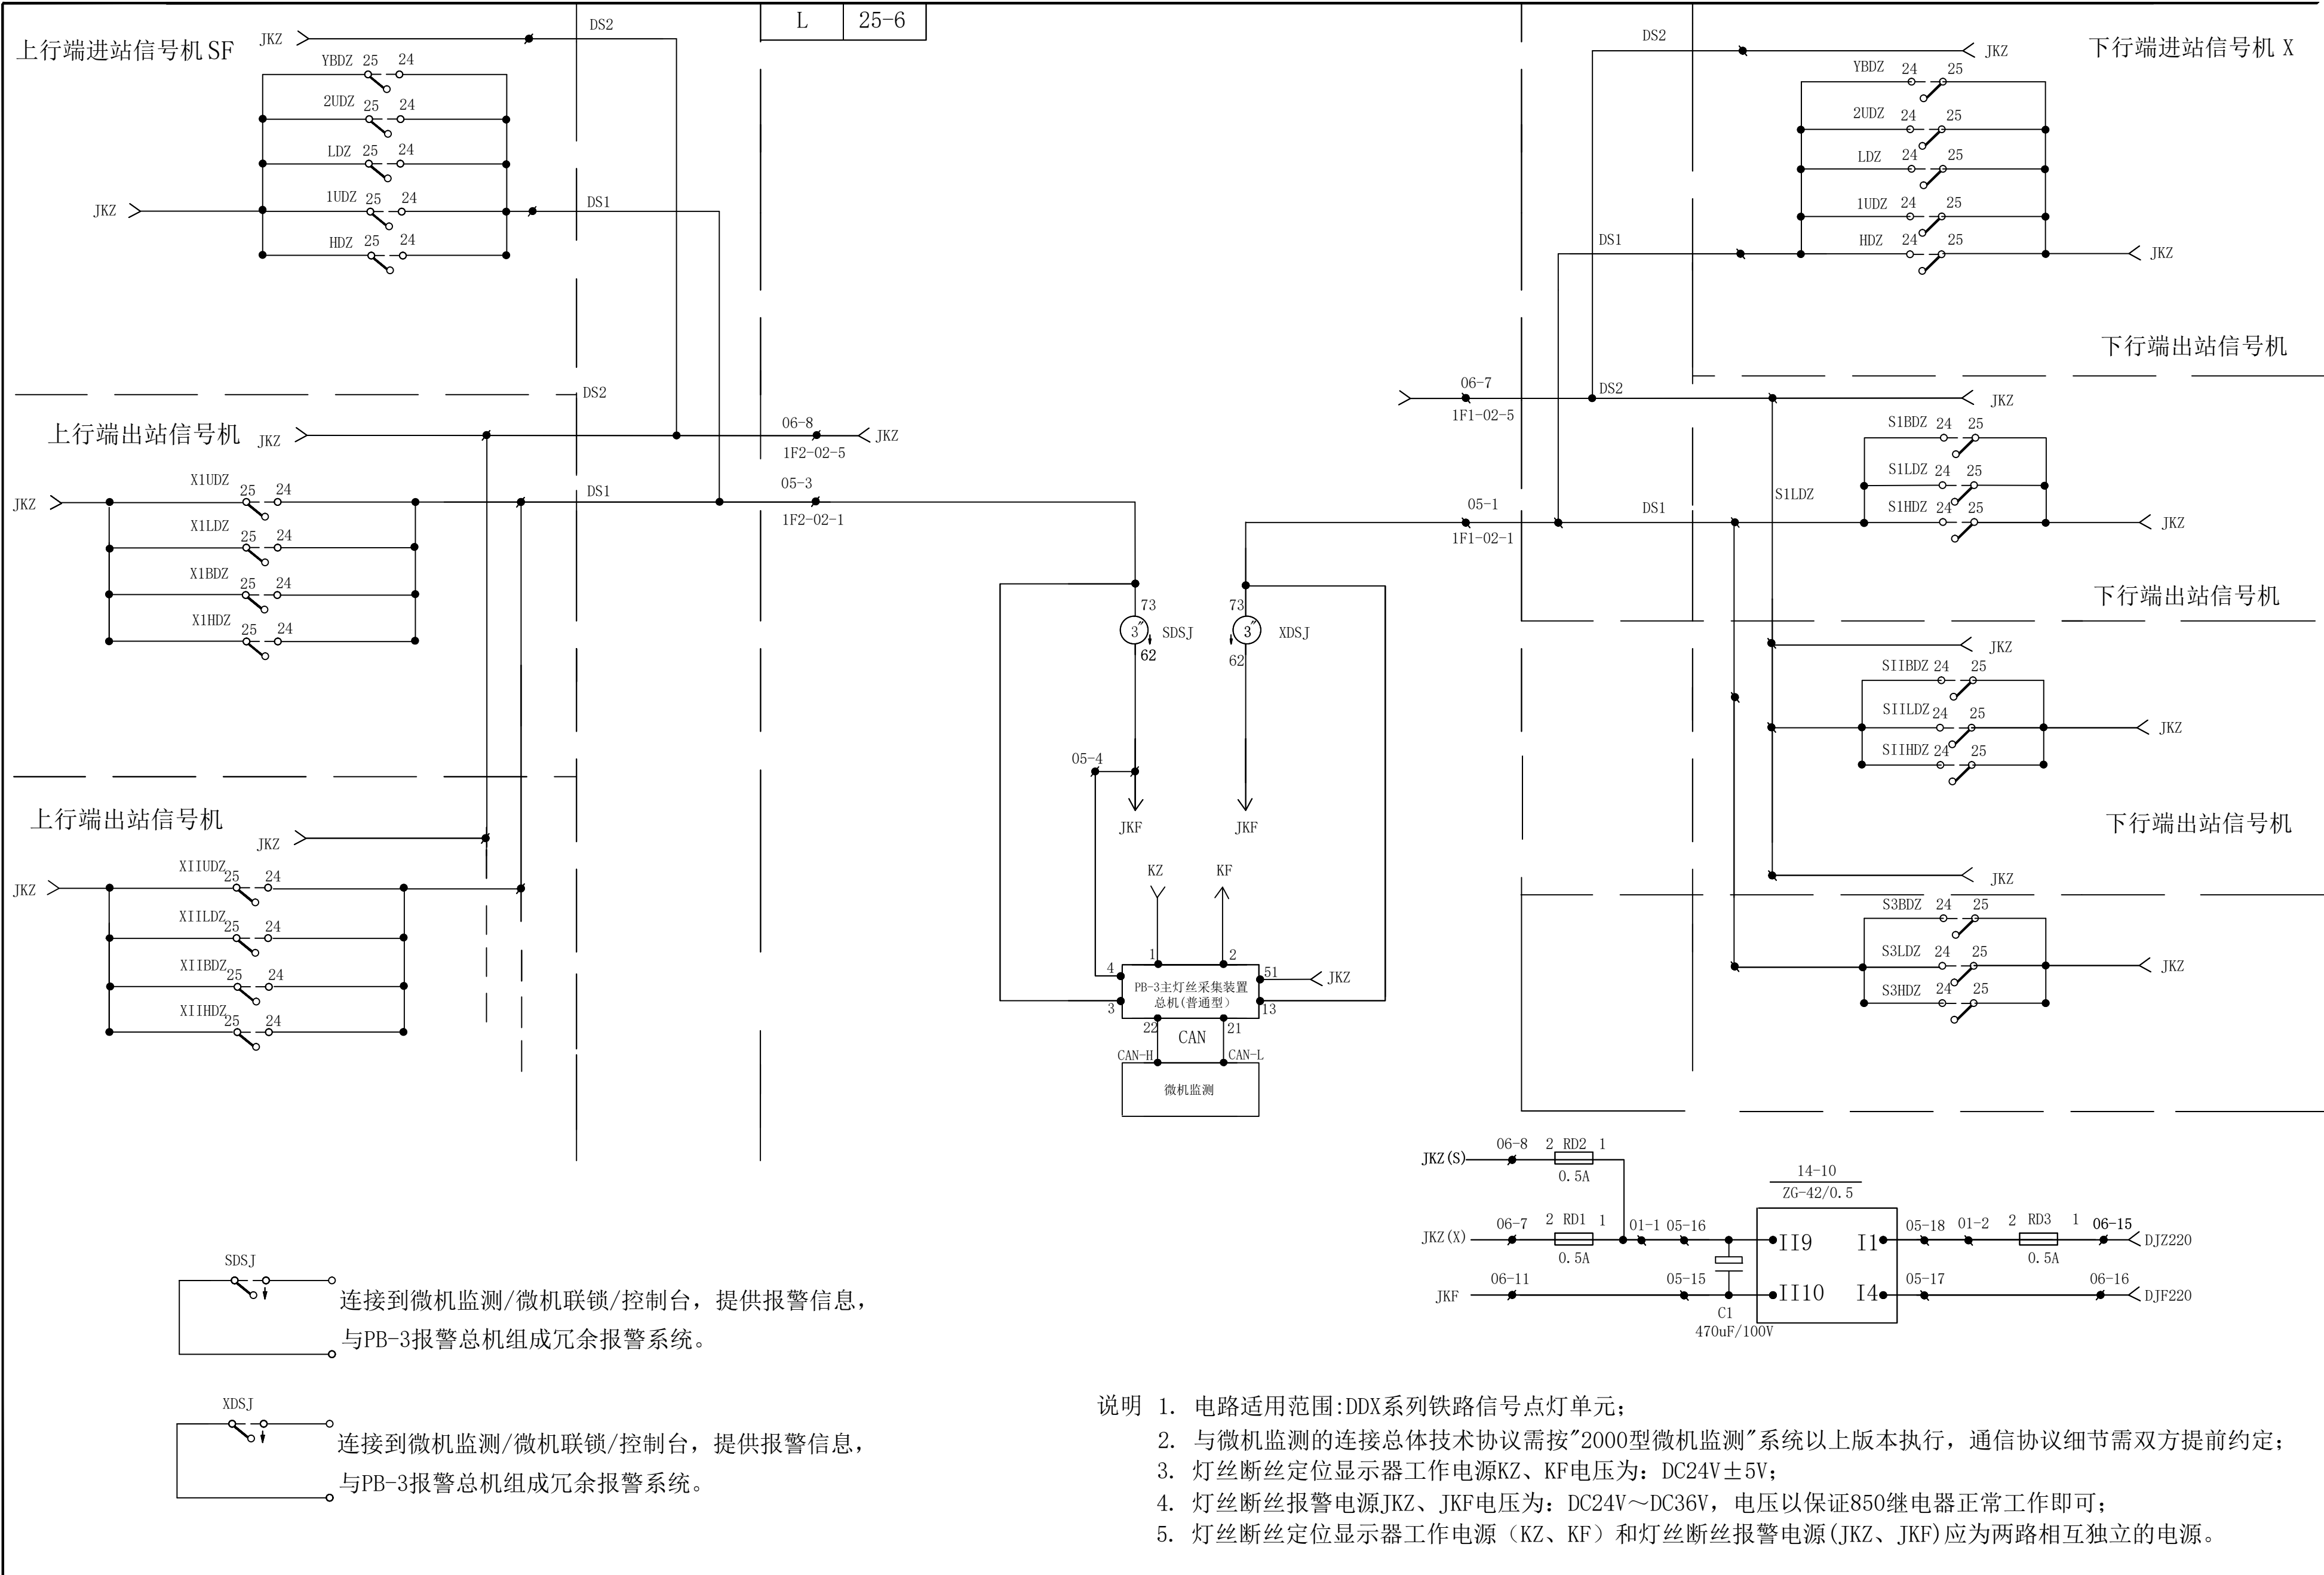 L 25-6
上行端进站信号机SF
JKZ
DS2
YBDZ 25 24
2UDZ 25 24
LDZ 25 24
JKZ
1UDZ 25 24
DS1
HDZ 25 24
DS2
上行端出站信号机
JKZ
06-8
JKZ
1F2-02-5
JKZ
X1UDZ 25 24
DS1
05-3
1F2-02-1
X1LDZ 25 24
X1BDZ 25 24
X1HDZ 25 24
上行端出站信号机
JKZ
JKZ
XIIUDZ 25 24
XIILDZ 25 24
XIIBDZ 25 24
XIIHDZ 25 24
73
3″
SDSJ
62
73
3″
XDSJ
62
05-4
JKF
JKF
KZ
KF
1
2
4
51
JKZ
PB-3主灯丝采集装置
总机(普通型)
3
13
22
CAN
21
CAN-H
CAN-L
微机监测
下行端进站信号机 X
DS2
JKZ
YBDZ 24 25
2UDZ 24 25
LDZ 24 25
1UDZ 24 25
DS1
HDZ 24 25
JKZ
下行端出站信号机
06-7
1F1-02-5
DS2
JKZ
S1BDZ 24 25
S1LDZ 24 25
S1LDZ
05-1
1F1-02-1
DS1
S1HDZ 24 25
JKZ
下行端出站信号机
JKZ
SIIBDZ 24 25
SIILDZ 24 25
JKZ
SIIHDZ 24 25
下行端出站信号机
JKZ
S3BDZ 24 25
S3LDZ 24 25
JKZ
S3HDZ 24 25
JKZ(S)
06-8
2 RD2 1
0.5A
14-10
ZG-42/0.5
JKZ(X)
06-7
2 RD1 1
0.5A
01-1 05-16
II9 I1
05-18 01-2
2 RD3 1
0.5A
06-15
DJZ220
JKF
06-11
05-15
II10 I4
05-17
06-16
DJF220
C1
470uF/100V
SDSJ
连接到微机监测/微机联锁/控制台，提供报警信息，
与PB-3报警总机组成冗余报警系统。
XDSJ
连接到微机监测/微机联锁/控制台，提供报警信息，
与PB-3报警总机组成冗余报警系统。
说明 1. 电路适用范围:DDX系列铁路信号点灯单元；
2. 与微机监测的连接总体技术协议需按″2000型微机监测″系统以上版本执行，通信协议细节需双方提前约定；
3. 灯丝断丝定位显示器工作电源KZ、KF电压为：DC24V±5V；
4. 灯丝断丝报警电源JKZ、JKF电压为：DC24V～DC36V，电压以保证850继电器正常工作即可；
5. 灯丝断丝定位显示器工作电源（KZ、KF）和灯丝断丝报警电源(JKZ、JKF)应为两路相互独立的电源。